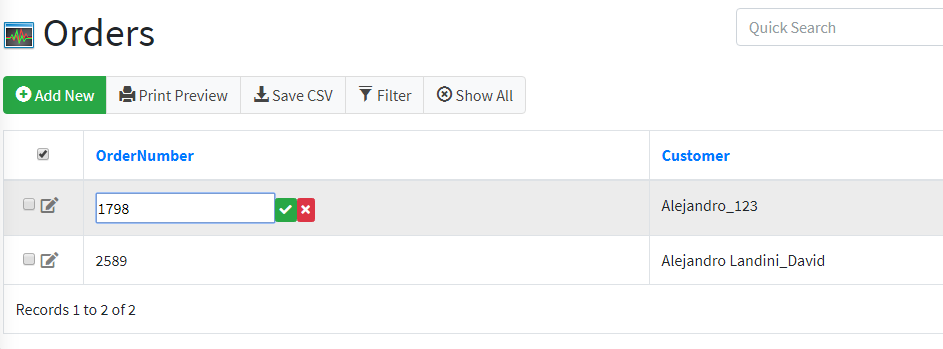 Orders
Quick Search
Add New Print Preview Save CSV Filter Show All
OrderNumber Customer
1798 Alejandro_123
2589 Alejandro Landini_David
Records 1 to 2 of 2